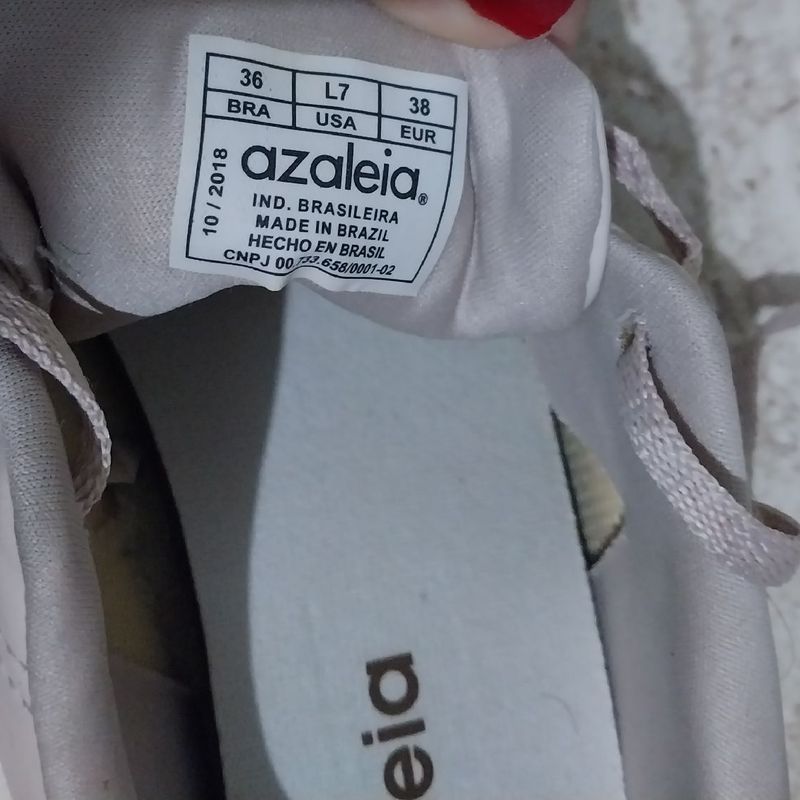 36 L7 38
BRA USA EUR
10 / 2018
azaleia®
IND. BRASILEIRA
MADE IN BRAZIL
HECHO EN BRASIL
CNPJ 00.733.658/0001-02
eia